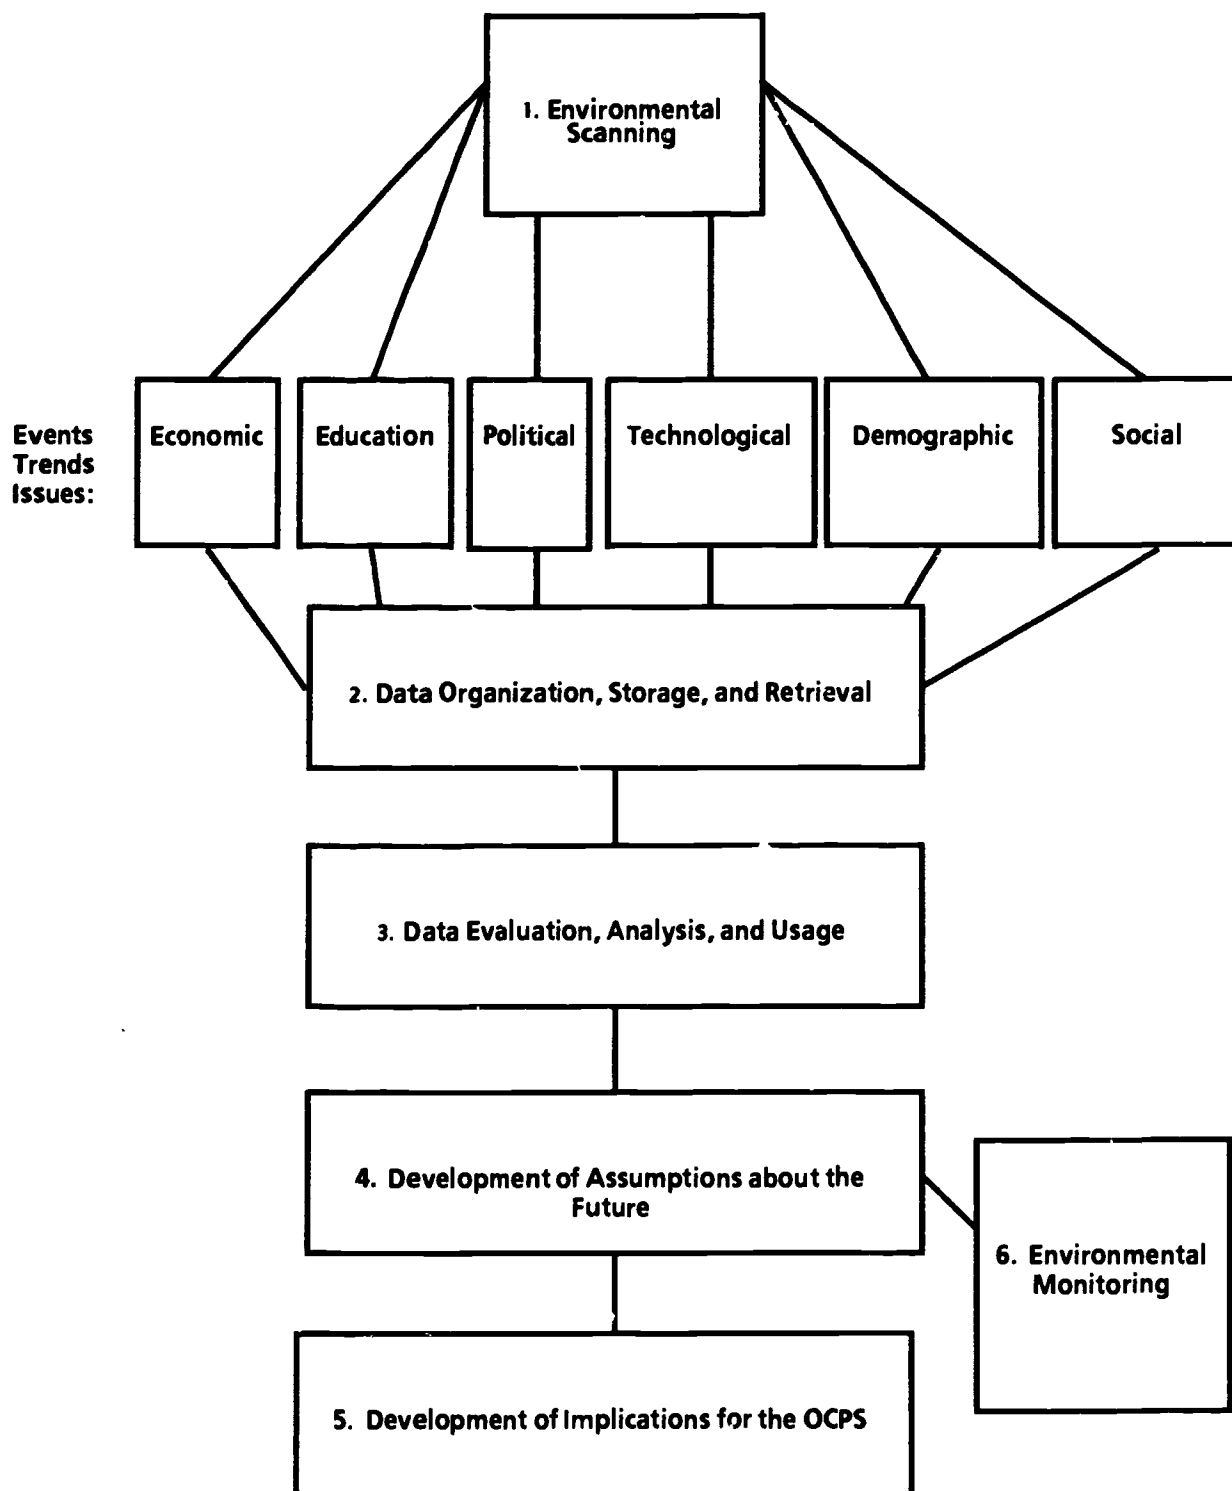 1. Environmental
Scanning
Events
Trends
Issues:
Economic
Education
Political
Technological
Demographic
Social
2. Data Organization, Storage, and Retrieval
3. Data Evaluation, Analysis, and Usage
4. Development of Assumptions about the
Future
6. Environmental
Monitoring
5. Development of Implications for the OCPS